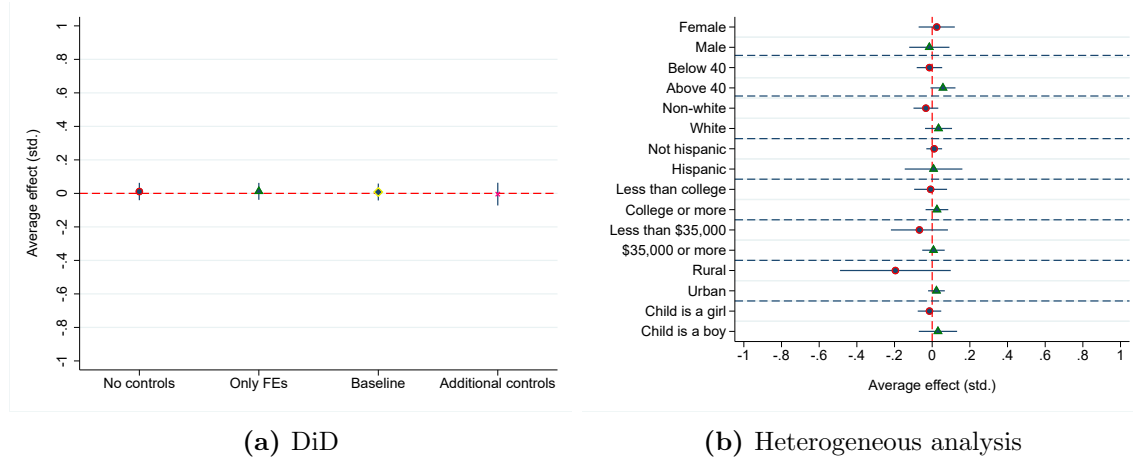 Average effect (std.)
1
.8
.6
.4
.2
0
-.2
-.4
-.6
-.8
-1
No controls Only FEs Baseline Additional controls
(a) DiD
Female
Male
Below 40
Above 40
Non-white
White
Not hispanic
Hispanic
Less than college
College or more
Less than $35,000
$35,000 or more
Rural
Urban
Child is a girl
Child is a boy
-1 -.8 -.6 -.4 -.2 0 .2 .4 .6 .8 1
Average effect (std.)
(b) Heterogeneous analysis